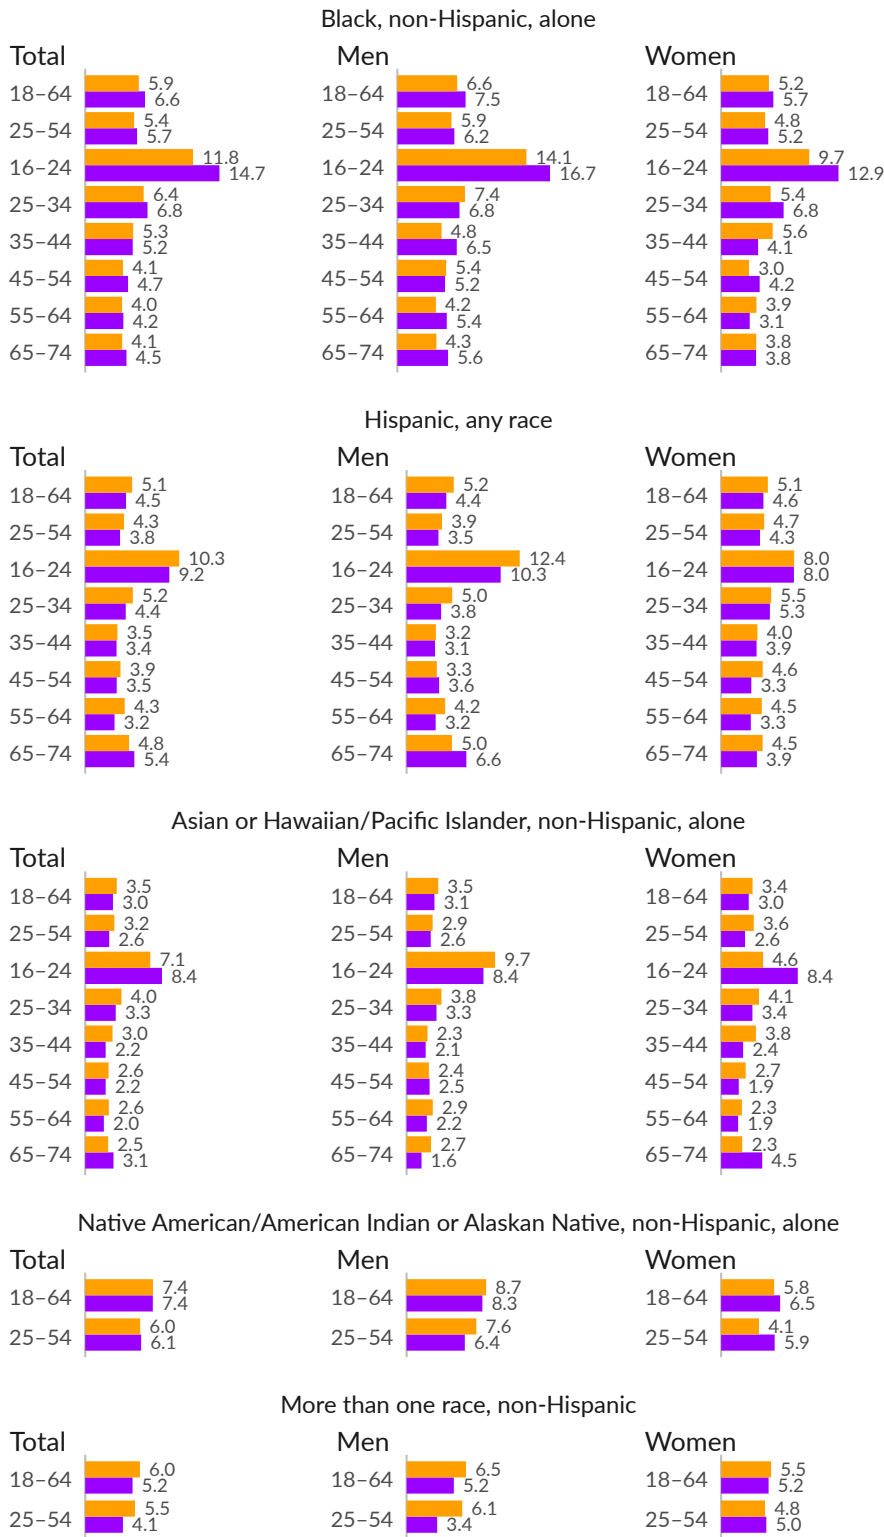 Black, non-Hispanic, alone
Total Men Women
18–64 5.9 6.6 18–64 6.6 7.5 18–64 5.2 5.7
25–54 5.4 5.7 25–54 5.9 6.2 25–54 4.8 5.2
16–24 11.8 14.7 16–24 14.1 16.7 16–24 9.7 12.9
25–34 6.4 6.8 25–34 7.4 6.8 25–34 5.4 6.8
35–44 5.3 5.2 35–44 4.8 6.5 35–44 5.6 4.1
45–54 4.1 4.7 45–54 5.4 5.2 45–54 3.0 4.2
55–64 4.0 4.2 55–64 4.2 5.4 55–64 3.9 3.1
65–74 4.1 4.5 65–74 4.3 5.6 65–74 3.8 3.8
Hispanic, any race
Total Men Women
18–64 5.1 4.5 18–64 5.2 4.4 18–64 5.1 4.6
25–54 4.3 3.8 25–54 3.9 3.5 25–54 4.7 4.3
16–24 10.3 9.2 16–24 12.4 10.3 16–24 8.0 8.0
25–34 5.2 4.4 25–34 5.0 3.8 25–34 5.5 5.3
35–44 3.5 3.4 35–44 3.2 3.1 35–44 4.0 3.9
45–54 3.9 3.5 45–54 3.3 3.6 45–54 4.6 3.3
55–64 4.3 3.2 55–64 4.2 3.2 55–64 4.5 3.3
65–74 4.8 5.4 65–74 5.0 6.6 65–74 4.5 3.9
Asian or Hawaiian/Pacific Islander, non-Hispanic, alone
Total Men Women
18–64 3.5 3.0 18–64 3.5 3.1 18–64 3.4 3.0
25–54 3.2 2.6 25–54 2.9 2.6 25–54 3.6 2.6
16–24 7.1 8.4 16–24 9.7 8.4 16–24 4.6 8.4
25–34 4.0 3.3 25–34 3.8 3.3 25–34 4.1 3.4
35–44 3.0 2.2 35–44 2.3 2.1 35–44 3.8 2.4
45–54 2.6 2.2 45–54 2.4 2.5 45–54 2.7 1.9
55–64 2.6 2.0 55–64 2.9 2.2 55–64 2.3 1.9
65–74 2.5 3.1 65–74 2.7 1.6 65–74 2.3 4.5
Native American/American Indian or Alaskan Native, non-Hispanic, alone
Total Men Women
18–64 7.4 7.4 18–64 8.7 8.3 18–64 5.8 6.5
25–54 6.0 6.1 25–54 7.6 6.4 25–54 4.1 5.9
More than one race, non-Hispanic
Total Men Women
18–64 6.0 5.2 18–64 6.5 5.2 18–64 5.5 5.2
25–54 5.5 4.1 25–54 6.1 3.4 25–54 4.8 5.0